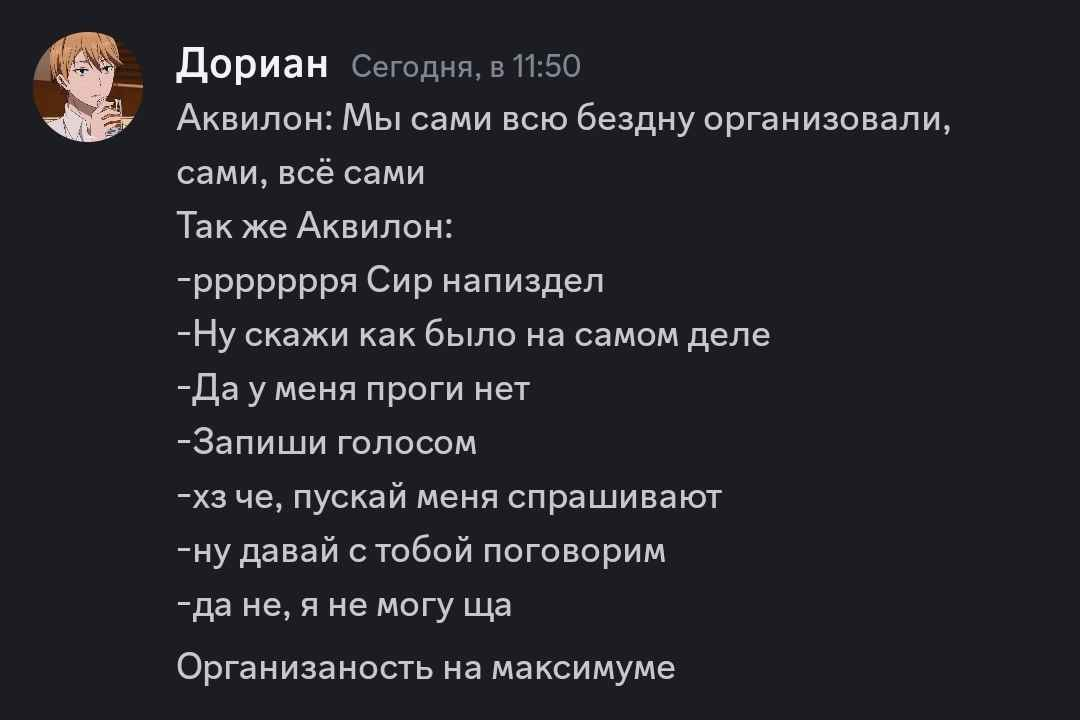 Дориан Сегодня, в 11:50
Аквилон: Мы сами всю бездну организовали,
сами, всё сами
Так же Аквилон:
-рррррррря Сир напиздел
-Ну скажи как было на самом деле
-Да у меня проги нет
-Запиши голосом
-хз че, пускай меня спрашивают
-ну давай с тобой поговорим
-да не, я не могу ща
Организаность на максимуме